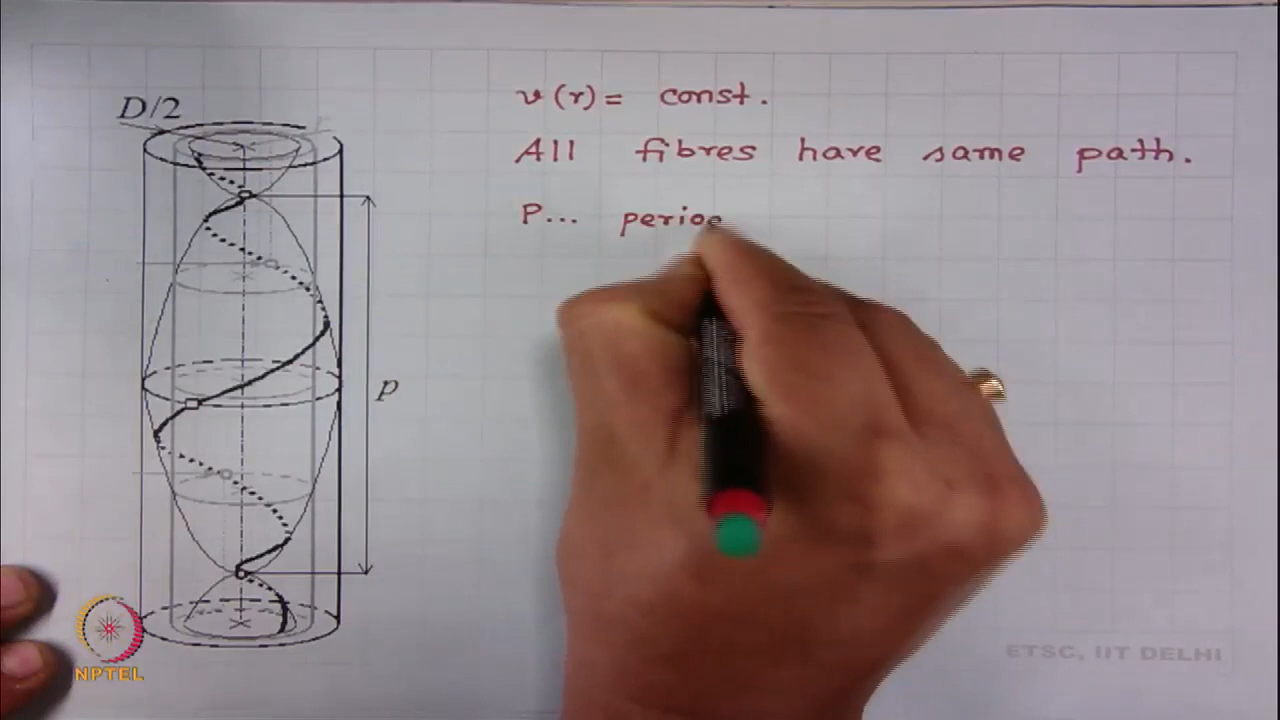 D/2
ν(r) = const.
All fibres have same path.
P... perio
p
NPTEL
ETSC, IIT DELHI